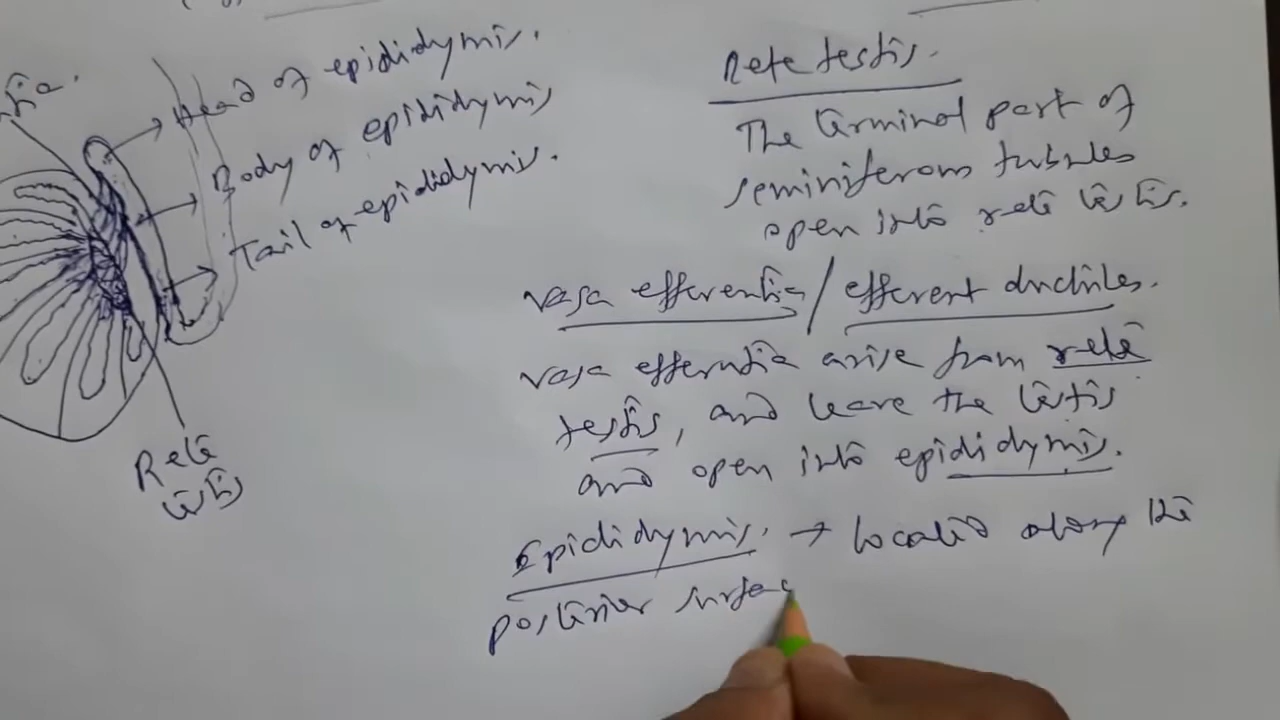 Head of epididymis.
Body of epididymis
Tail of epididymis.
Rete
testis
Rete testis.
The terminal part of
seminiferous tubules
open into rete testis.
vasa efferentia / efferent ductules.
vasa efferentia arise from rete
testis, and leave the testis
and open into epididymis.
Epididymis. → located along the
posterior surfac